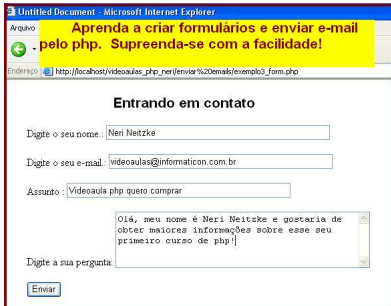 Untitled Document - Microsoft Internet Explorer
Arquivo
Aprenda a criar formulários e enviar e-mail
pelo php. Supreenda-se com a facilidade!
Endereço http://localhost/videoaulas_php_neri/enviar%20emails/exemplo3_form.php
Entrando em contato
Digite o seu nome.: Neri Neitzke
Digite o seu e-mail.: videoaulas@informaticon.com.br
Assunto : Videoaula php quero comprar
Olá, meu nome é Neri Neitzke e gostaria de
obter maiores informações sobre esse seu
primeiro curso de php!
Digite a sua pergunta:
Enviar